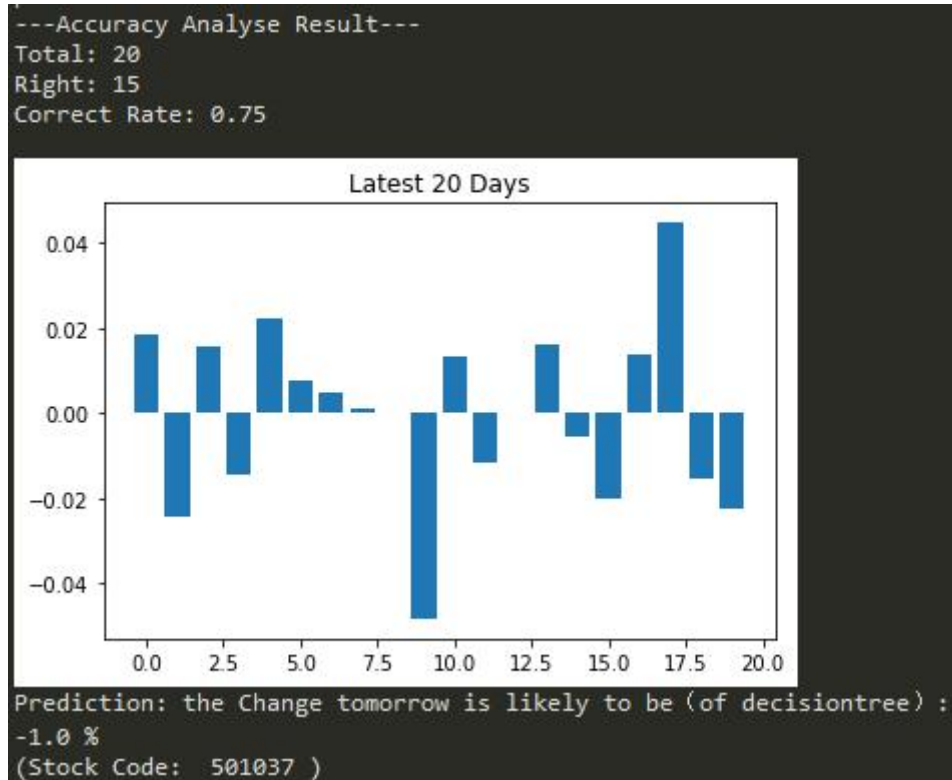 ---Accuracy Analyse Result---
Total: 20
Right: 15
Correct Rate: 0.75
Latest 20 Days
0.04
0.02
0.00
−0.02
−0.04
0.0 2.5 5.0 7.5 10.0 12.5 15.0 17.5 20.0
Prediction: the Change tomorrow is likely to be（of decisiontree）:
-1.0 %
(Stock Code:  501037 )